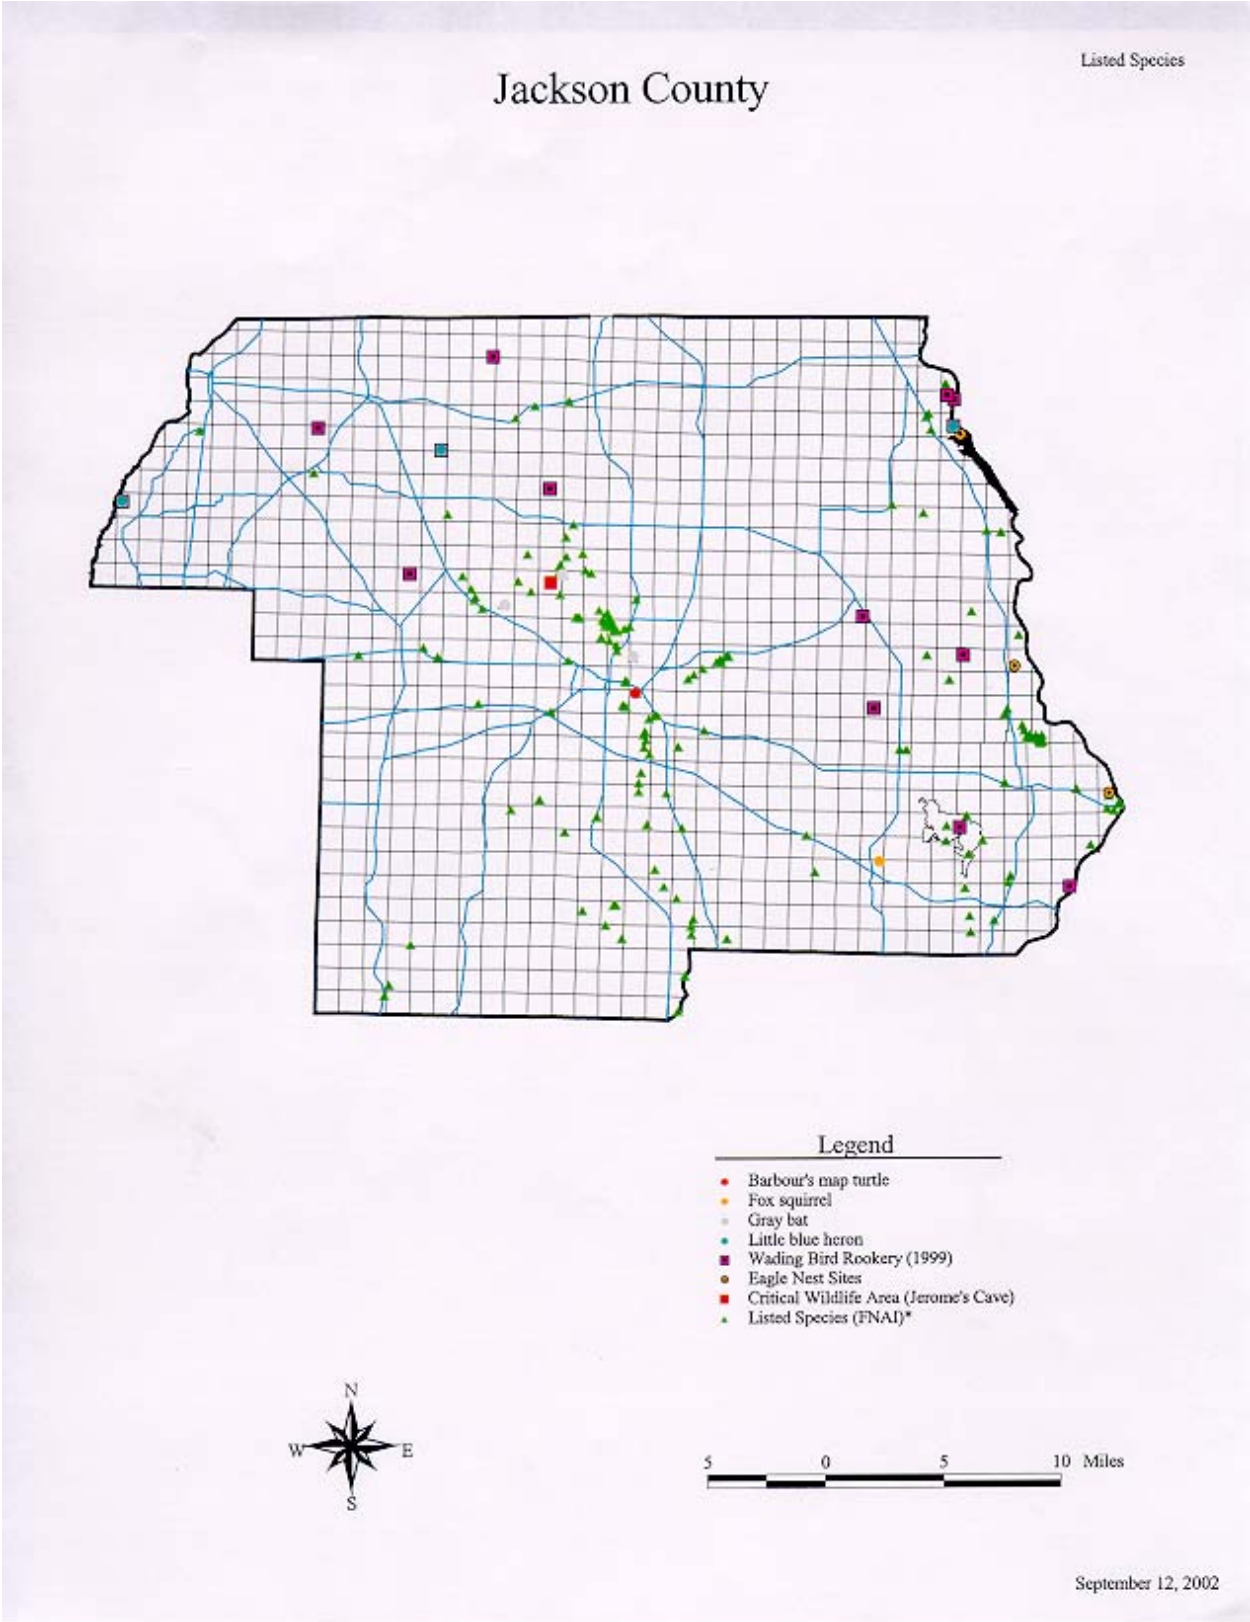 Listed Species
Jackson County
Legend
Barbour's map turtle
Fox squirrel
Gray bat
Little blue heron
Wading Bird Rookery (1999)
Eagle Nest Sites
Critical Wildlife Area (Jerome's Cave)
Listed Species (FNAI)*
N
W E
S
5 0 5 10 Miles
September 12, 2002